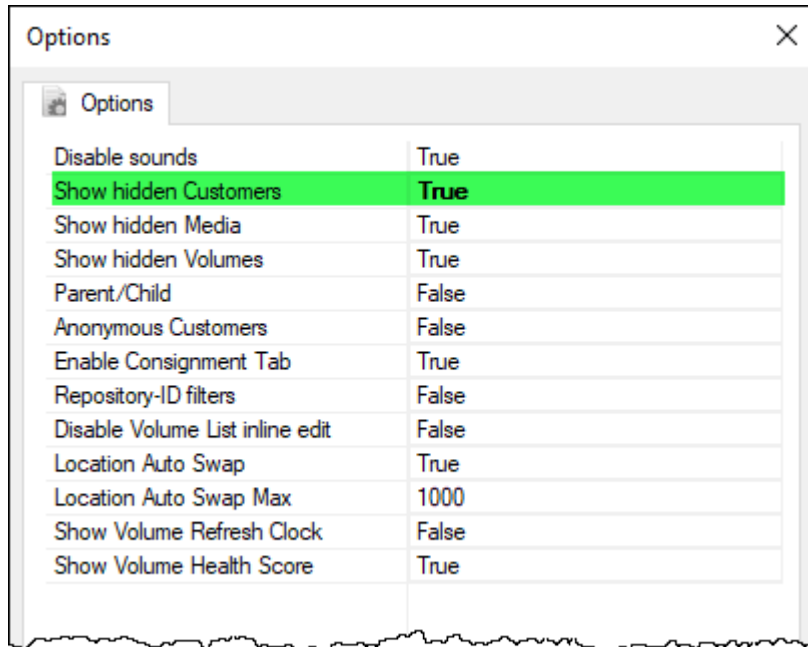 Options
Options
Disable sounds True
Show hidden Customers True
Show hidden Media True
Show hidden Volumes True
Parent/Child False
Anonymous Customers False
Enable Consignment Tab True
Repository-ID filters False
Disable Volume List inline edit False
Location Auto Swap True
Location Auto Swap Max 1000
Show Volume Refresh Clock False
Show Volume Health Score True